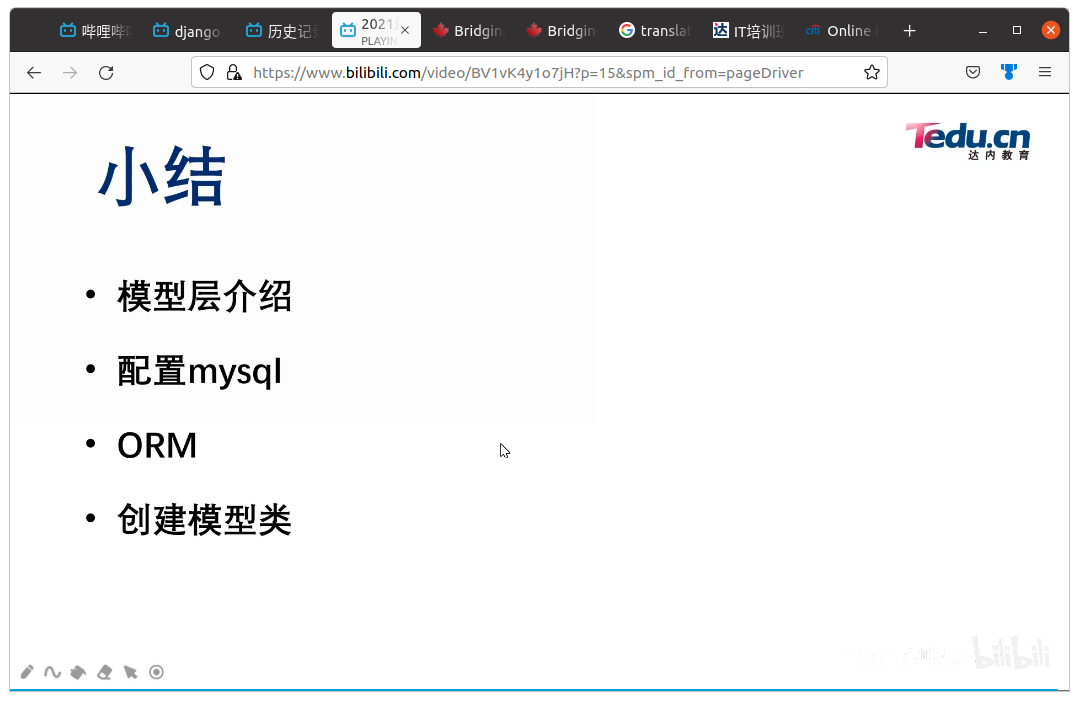 哔哩哔
django
历史记
2021
PLAYIN
Bridgin
Bridgin
translat
IT培训
citi Online
https://www.bilibili.com/video/BV1vK4y1o7jH?p=15&spm_id_from=pageDriver
Tedu.cn
达内教育
小结
• 模型层介绍
• 配置mysql
• ORM
• 创建模型类
bilibili